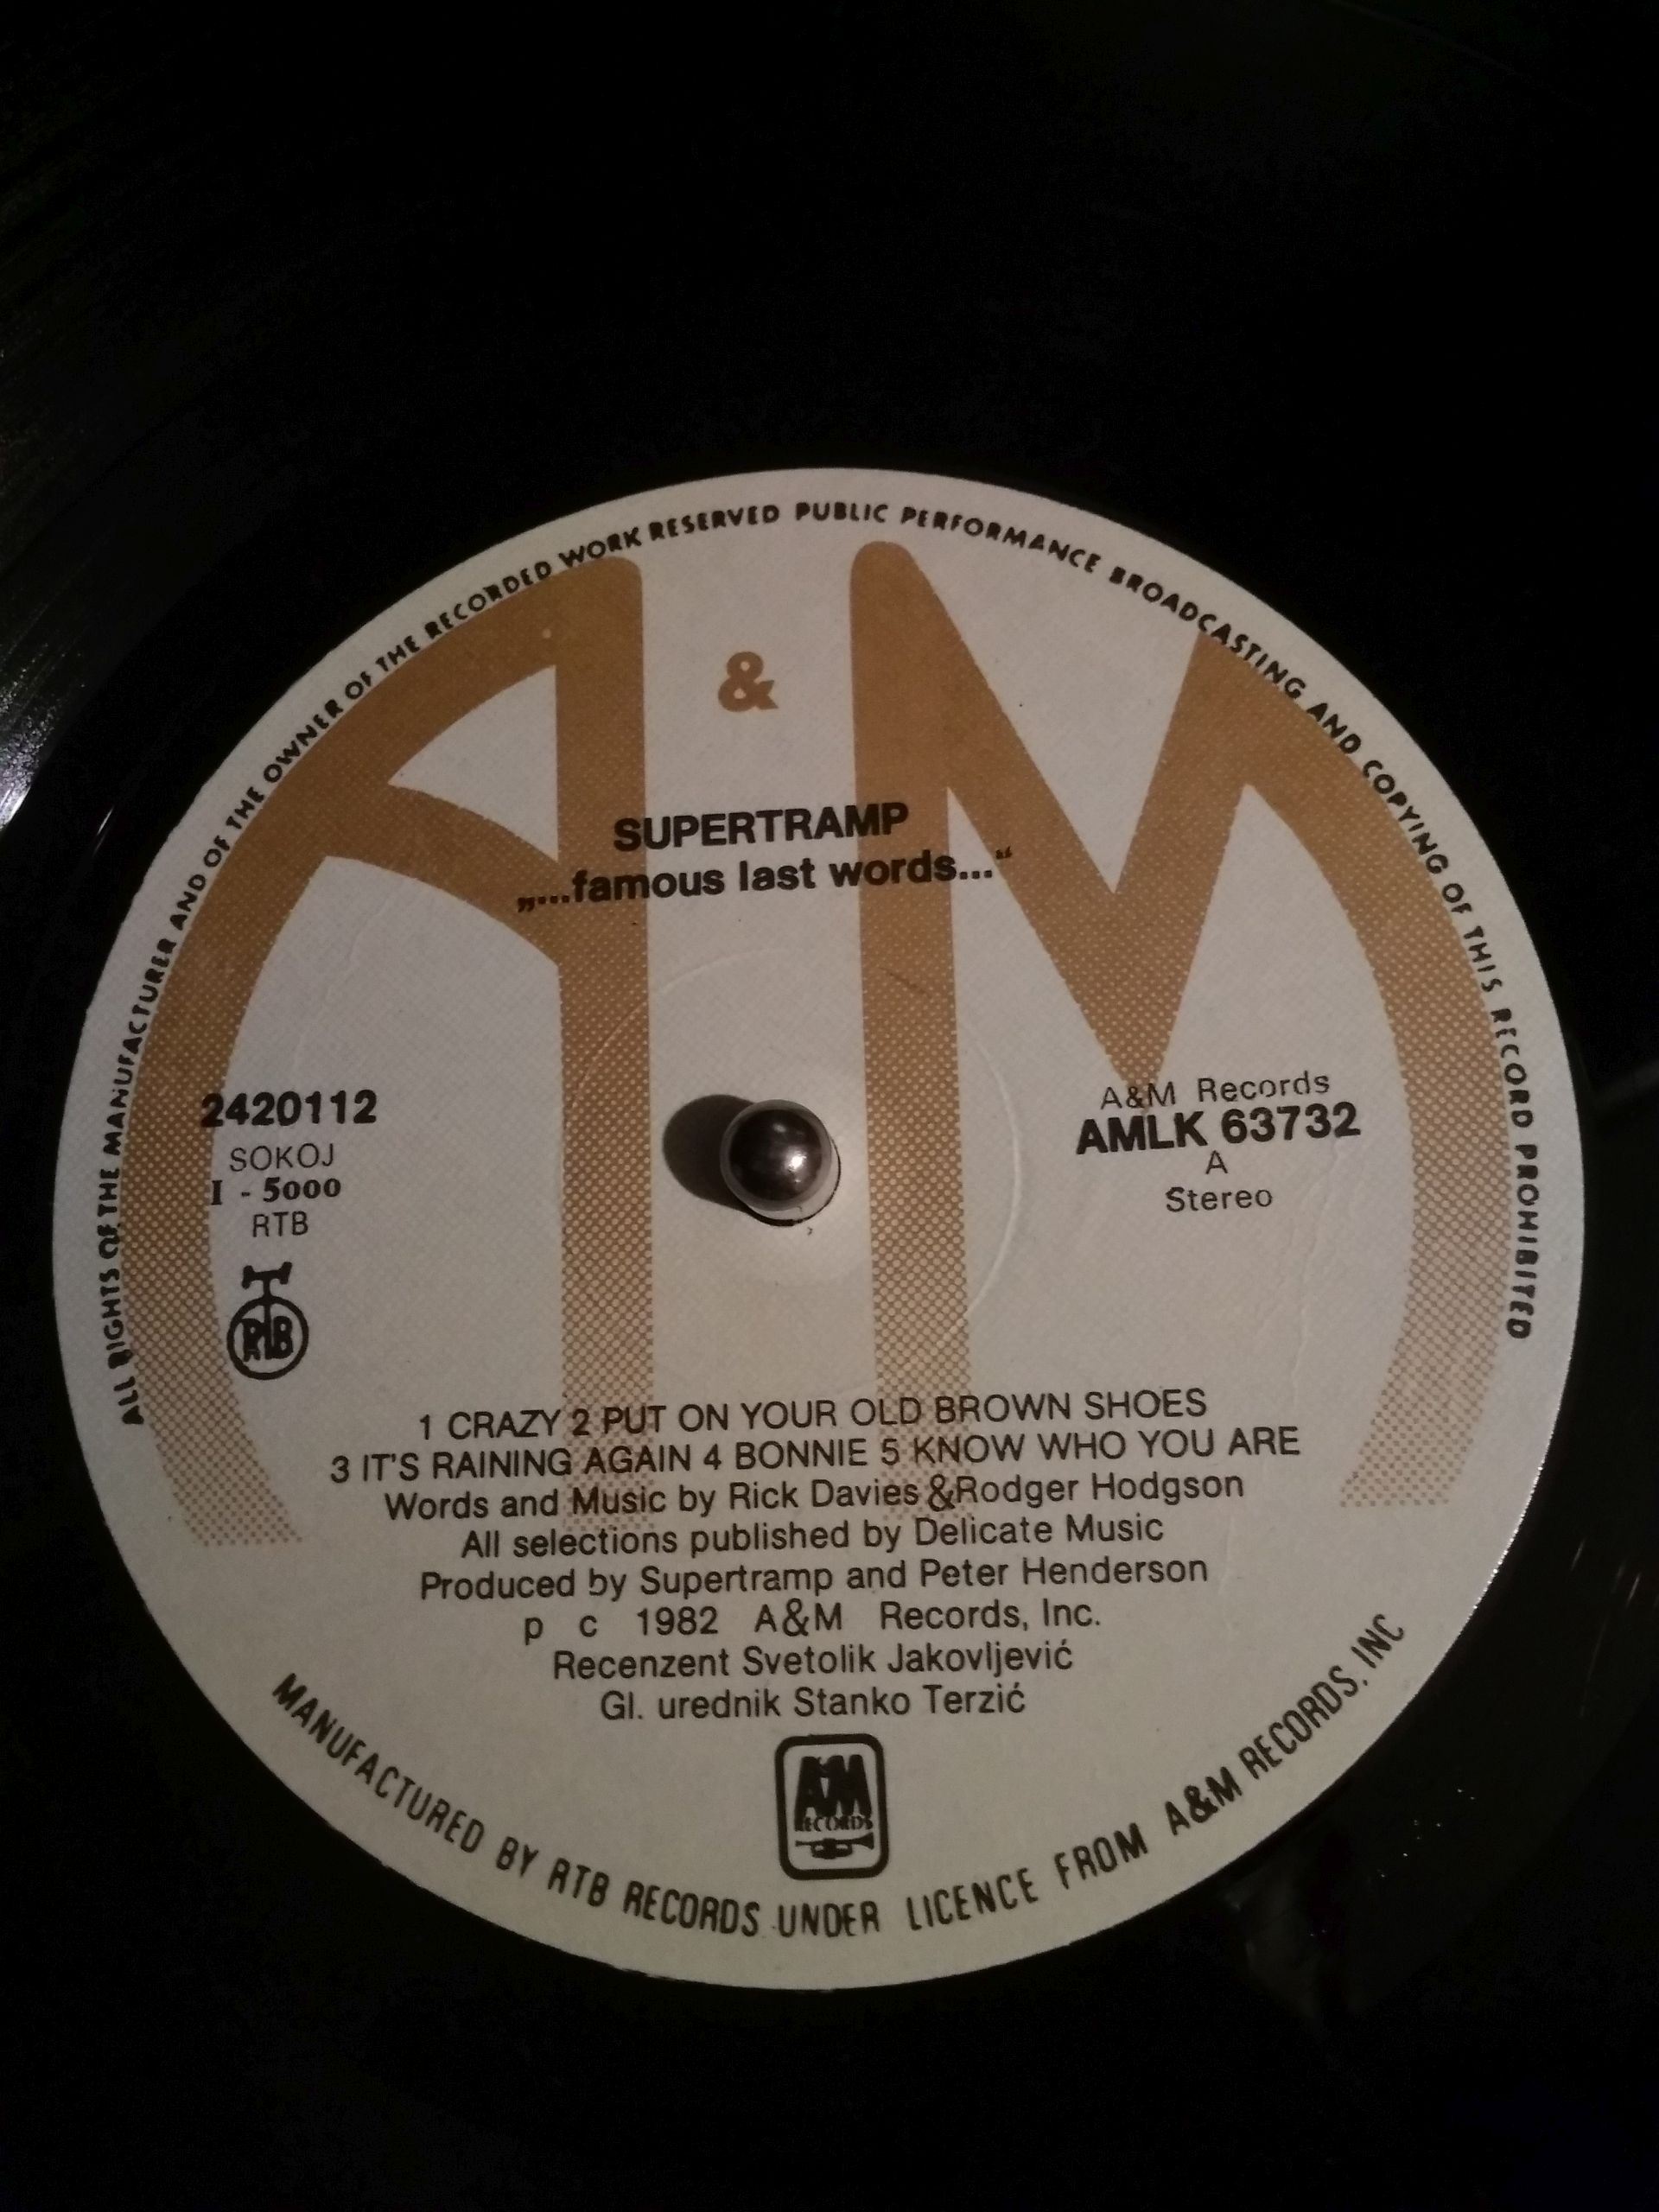 ALL RIGHTS OF THE MANUFACTURER AND OF THE OWNER OF THE RECORDED WORK RESERVED PUBLIC PERFORMANCE BROADCASTING AND COPYING OF THIS RECORD PROHIBITED
A & M
SUPERTRAMP
„...famous last words...“
2420112
SOKOJ
I - 5000
RTB
RTB
A&M Records
AMLK 63732
A
Stereo
1 CRAZY 2 PUT ON YOUR OLD BROWN SHOES
3 IT'S RAINING AGAIN 4 BONNIE 5 KNOW WHO YOU ARE
Words and Music by Rick Davies &Rodger Hodgson
All selections published by Delicate Music
Produced by Supertramp and Peter Henderson
p c 1982 A&M Records, Inc.
Recenzent Svetolik Jakovljević
Gl. urednik Stanko Terzić
A&M
RECORDS
MANUFACTURED BY RTB RECORDS UNDER LICENCE FROM A&M RECORDS, INC